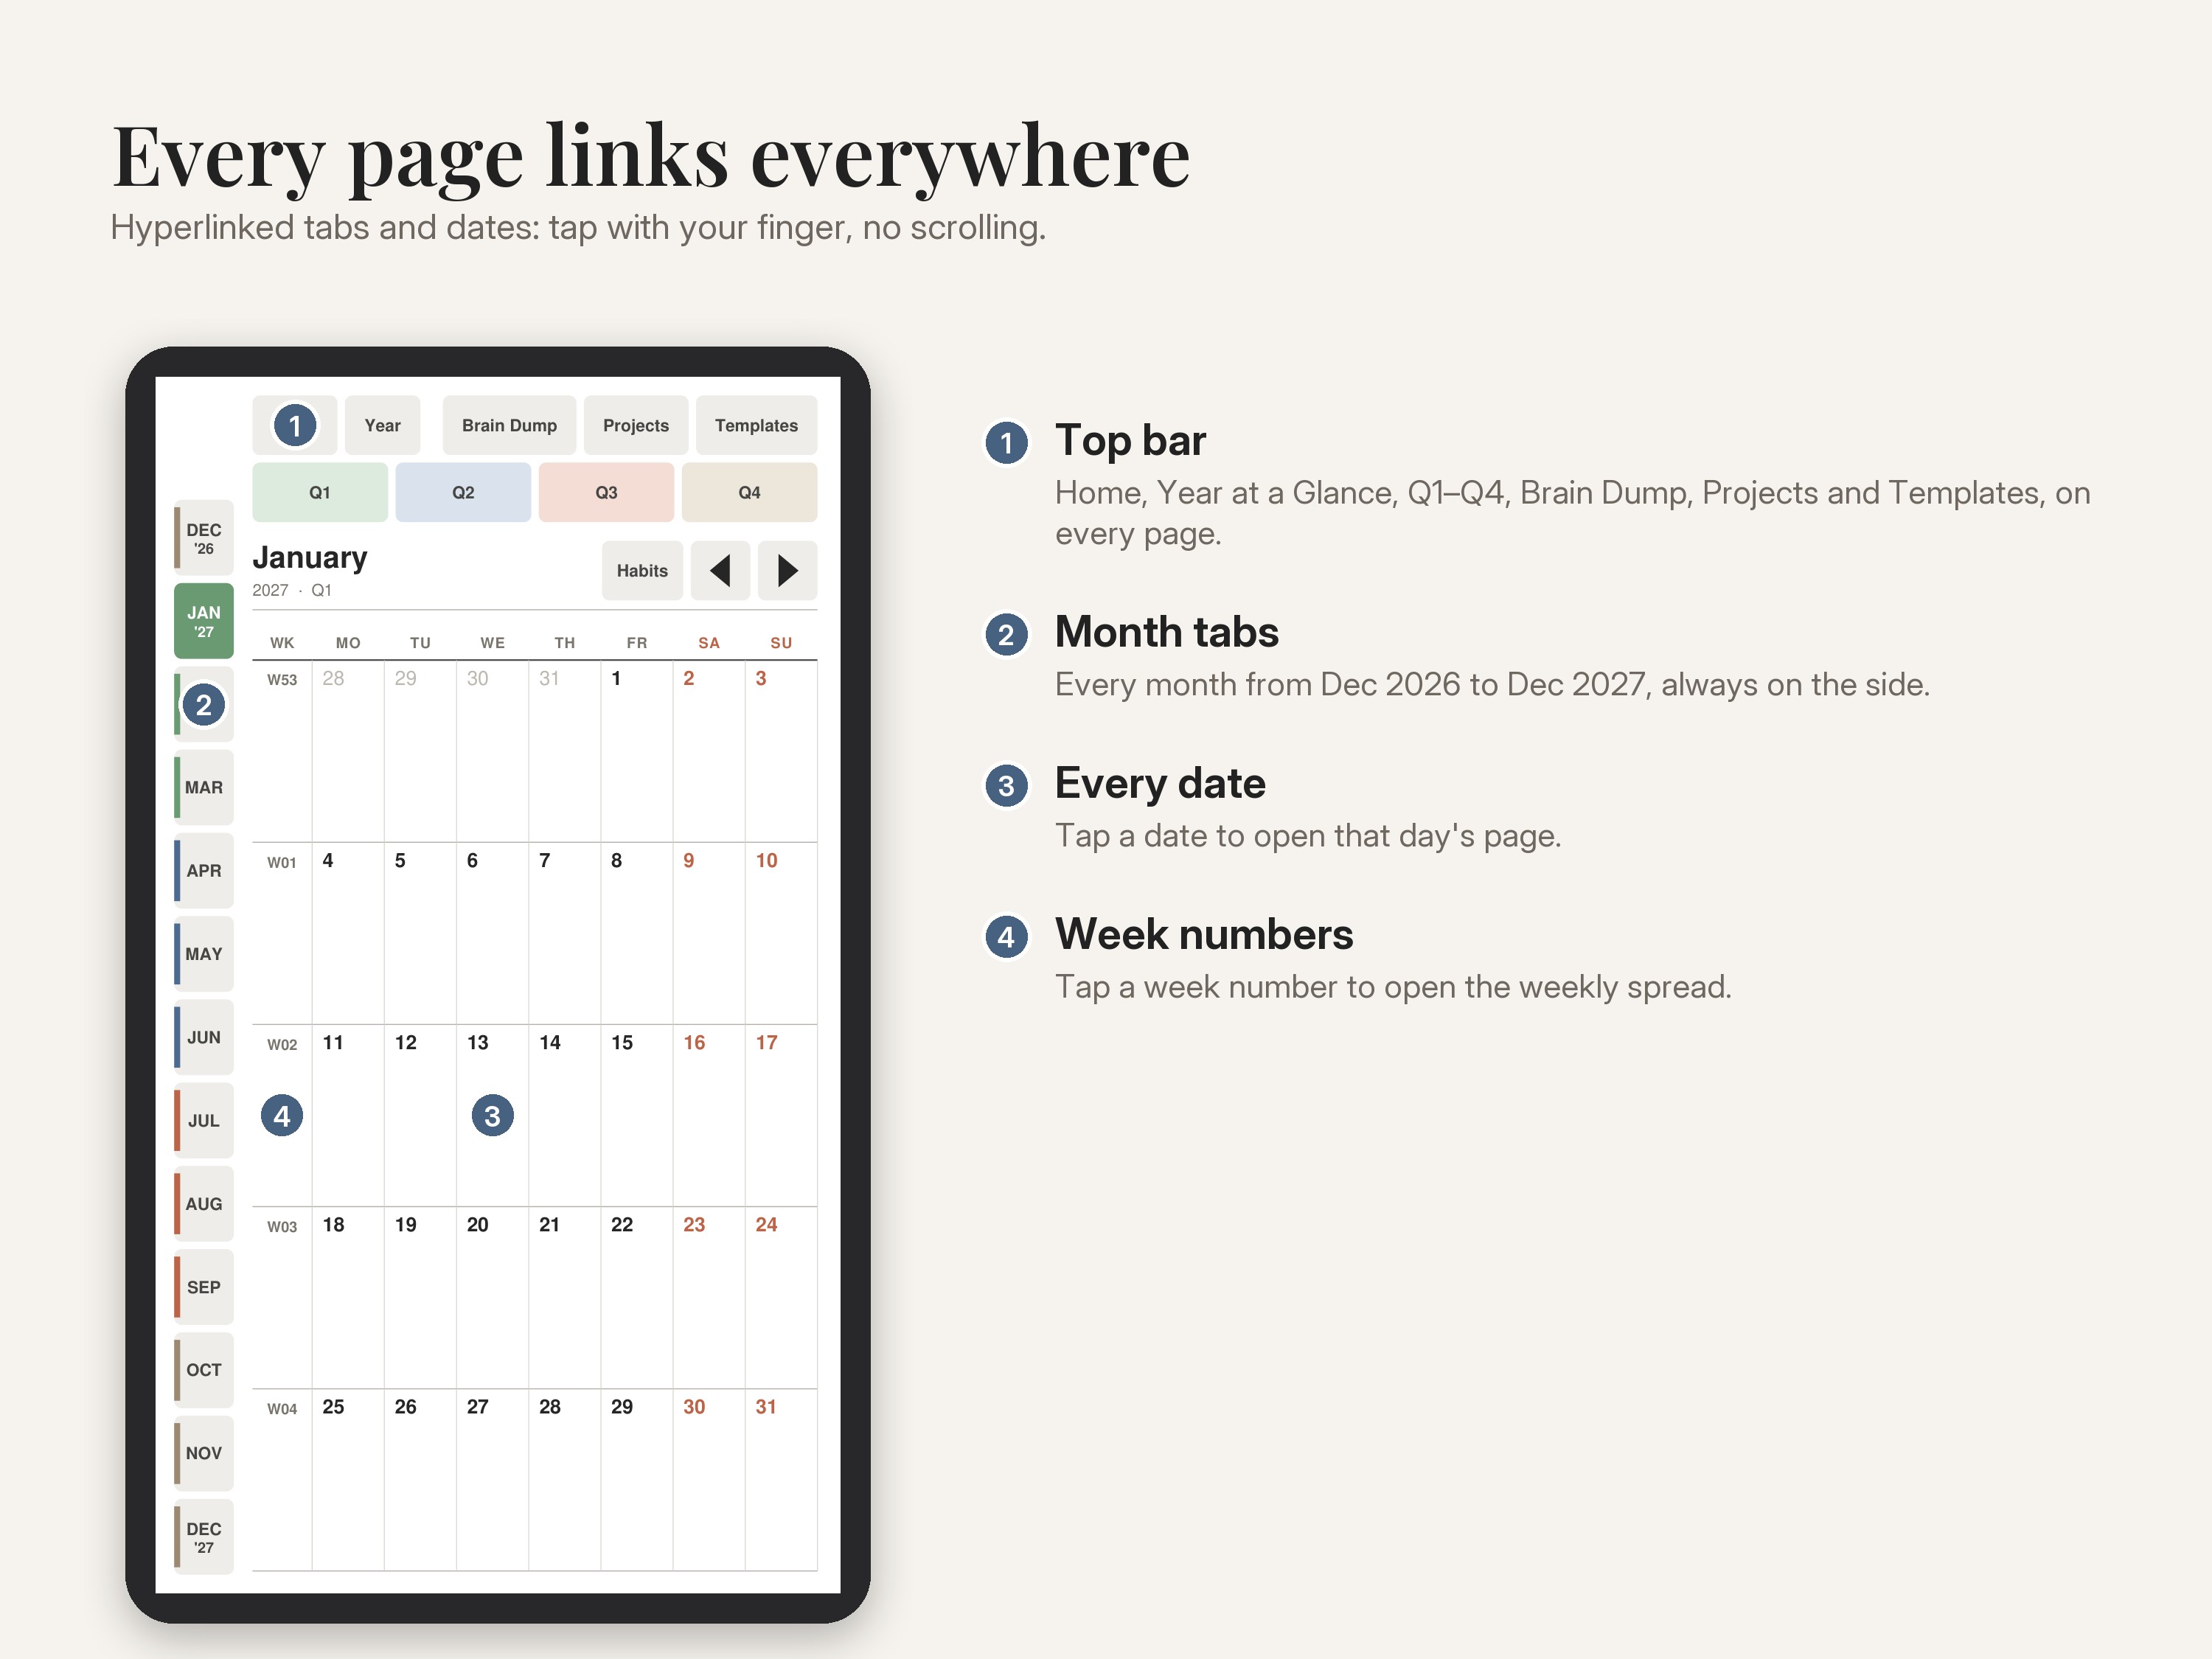 Every page links everywhere
Hyperlinked tabs and dates: tap with your finger, no scrolling.
1 Year Brain Dump Projects Templates
Q1 Q2 Q3 Q4
DEC
'26
JAN
'27
2
MAR
APR
MAY
JUN
JUL
AUG
SEP
OCT
NOV
DEC
'27
January
2027 · Q1
Habits
WK MO TU WE TH FR SA SU
W53 28 29 30 31 1 2 3
W01 4 5 6 7 8 9 10
W02 11 12 13 14 15 16 17
4 3
W03 18 19 20 21 22 23 24
W04 25 26 27 28 29 30 31
1 Top bar
Home, Year at a Glance, Q1–Q4, Brain Dump, Projects and Templates, on
every page.
2 Month tabs
Every month from Dec 2026 to Dec 2027, always on the side.
3 Every date
Tap a date to open that day's page.
4 Week numbers
Tap a week number to open the weekly spread.